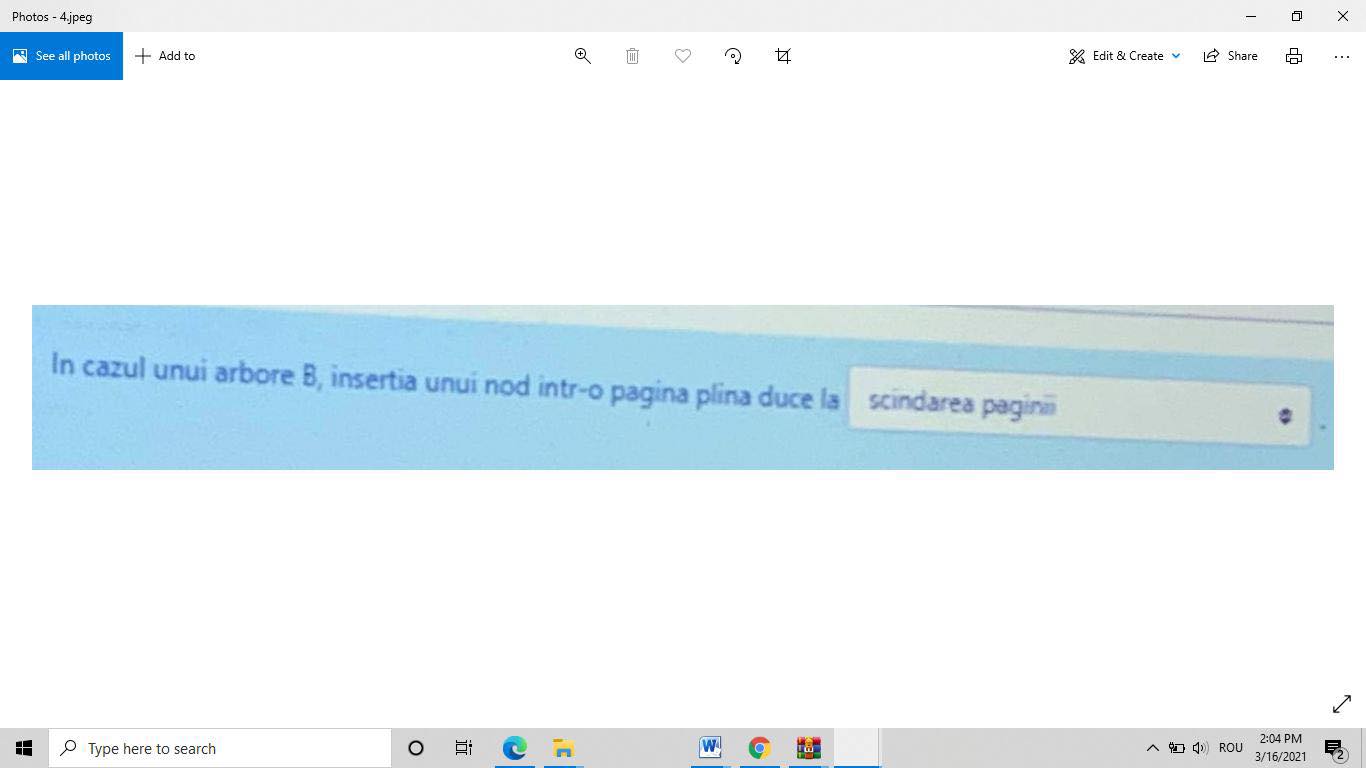 Photos - 4.jpeg
See all photos
Add to
Edit & Create
Share
In cazul unui arbore B, insertia unui nod intr-o pagina plina duce la scindarea paginii .
Type here to search
ROU
2:04 PM
3/16/2021
2